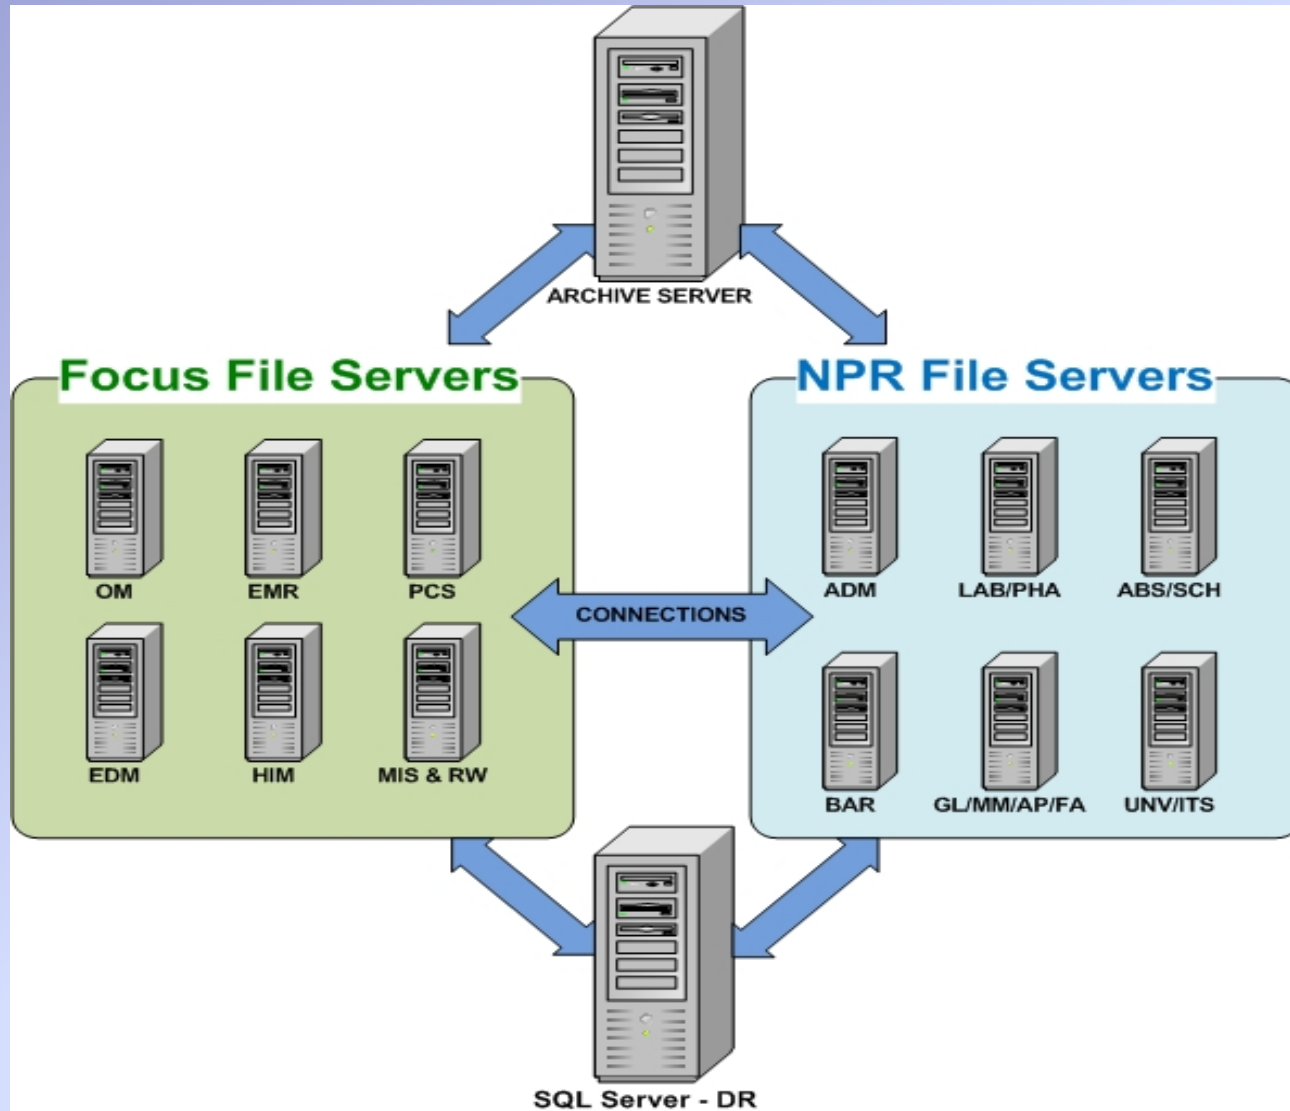 ARCHIVE SERVER
Focus File Servers
OM
EMR
PCS
EDM
HIM
MIS & RW
CONNECTIONS
NPR File Servers
ADM
LAB/PHA
ABS/SCH
BAR
GL/MM/AP/FA
UNV/ITS
SQL Server - DR